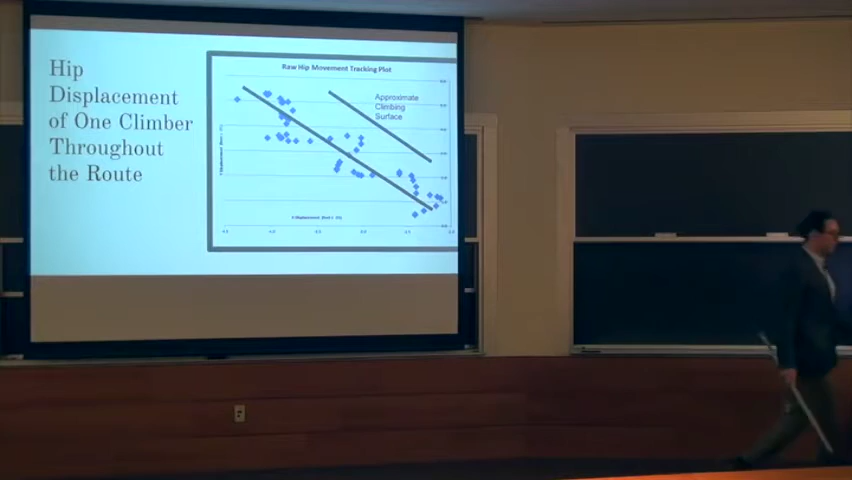 Hip
Displacement
of One Climber
Throughout
the Route
Raw Hip Movement Tracking Plot
Approximate
Climbing
Surface